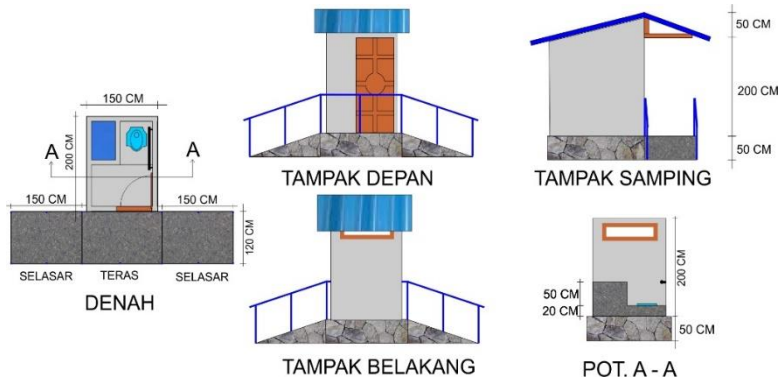 150 CM
200 CM
A
A
150 CM
150 CM
120 CM
SELASAR
TERAS
SELASAR
DENAH
TAMPAK DEPAN
50 CM
200 CM
50 CM
TAMPAK SAMPING
TAMPAK BELAKANG
200 CM
50 CM
20 CM
50 CM
POT. A - A